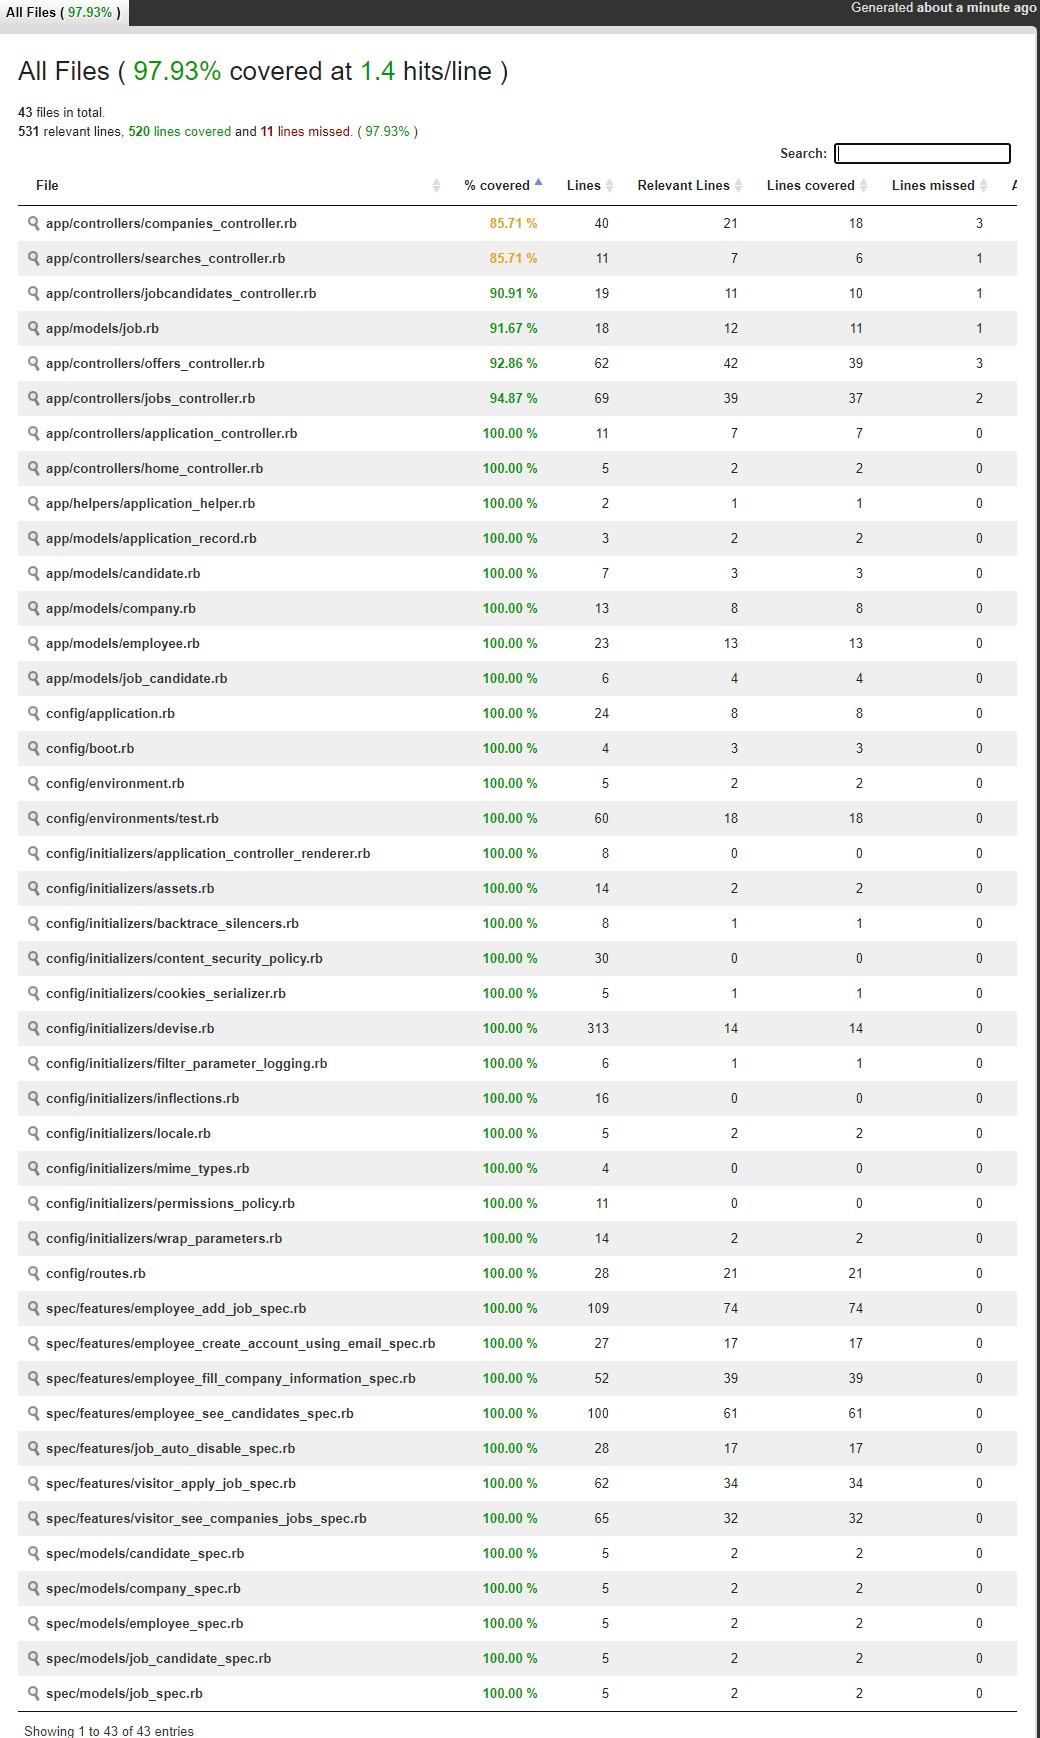 All Files ( 97.93% )
Generated about a minute ago
All Files ( 97.93% covered at 1.4 hits/line )
43 files in total.
531 relevant lines, 520 lines covered and 11 lines missed. ( 97.93% )
Search:
File % covered Lines Relevant Lines Lines covered Lines missed
app/controllers/companies_controller.rb 85.71 % 40 21 18 3
app/controllers/searches_controller.rb 85.71 % 11 7 6 1
app/controllers/jobcandidates_controller.rb 90.91 % 19 11 10 1
app/models/job.rb 91.67 % 18 12 11 1
app/controllers/offers_controller.rb 92.86 % 62 42 39 3
app/controllers/jobs_controller.rb 94.87 % 69 39 37 2
app/controllers/application_controller.rb 100.00 % 11 7 7 0
app/controllers/home_controller.rb 100.00 % 5 2 2 0
app/helpers/application_helper.rb 100.00 % 2 1 1 0
app/models/application_record.rb 100.00 % 3 2 2 0
app/models/candidate.rb 100.00 % 7 3 3 0
app/models/company.rb 100.00 % 13 8 8 0
app/models/employee.rb 100.00 % 23 13 13 0
app/models/job_candidate.rb 100.00 % 6 4 4 0
config/application.rb 100.00 % 24 8 8 0
config/boot.rb 100.00 % 4 3 3 0
config/environment.rb 100.00 % 5 2 2 0
config/environments/test.rb 100.00 % 60 18 18 0
config/initializers/application_controller_renderer.rb 100.00 % 8 0 0 0
config/initializers/assets.rb 100.00 % 14 2 2 0
config/initializers/backtrace_silencers.rb 100.00 % 8 1 1 0
config/initializers/content_security_policy.rb 100.00 % 30 0 0 0
config/initializers/cookies_serializer.rb 100.00 % 5 1 1 0
config/initializers/devise.rb 100.00 % 313 14 14 0
config/initializers/filter_parameter_logging.rb 100.00 % 6 1 1 0
config/initializers/inflections.rb 100.00 % 16 0 0 0
config/initializers/locale.rb 100.00 % 5 2 2 0
config/initializers/mime_types.rb 100.00 % 4 0 0 0
config/initializers/permissions_policy.rb 100.00 % 11 0 0 0
config/initializers/wrap_parameters.rb 100.00 % 14 2 2 0
config/routes.rb 100.00 % 28 21 21 0
spec/features/employee_add_job_spec.rb 100.00 % 109 74 74 0
spec/features/employee_create_account_using_email_spec.rb 100.00 % 27 17 17 0
spec/features/employee_fill_company_information_spec.rb 100.00 % 52 39 39 0
spec/features/employee_see_candidates_spec.rb 100.00 % 100 61 61 0
spec/features/job_auto_disable_spec.rb 100.00 % 28 17 17 0
spec/features/visitor_apply_job_spec.rb 100.00 % 62 34 34 0
spec/features/visitor_see_companies_jobs_spec.rb 100.00 % 65 32 32 0
spec/models/candidate_spec.rb 100.00 % 5 2 2 0
spec/models/company_spec.rb 100.00 % 5 2 2 0
spec/models/employee_spec.rb 100.00 % 5 2 2 0
spec/models/job_candidate_spec.rb 100.00 % 5 2 2 0
spec/models/job_spec.rb 100.00 % 5 2 2 0
Showing 1 to 43 of 43 entries